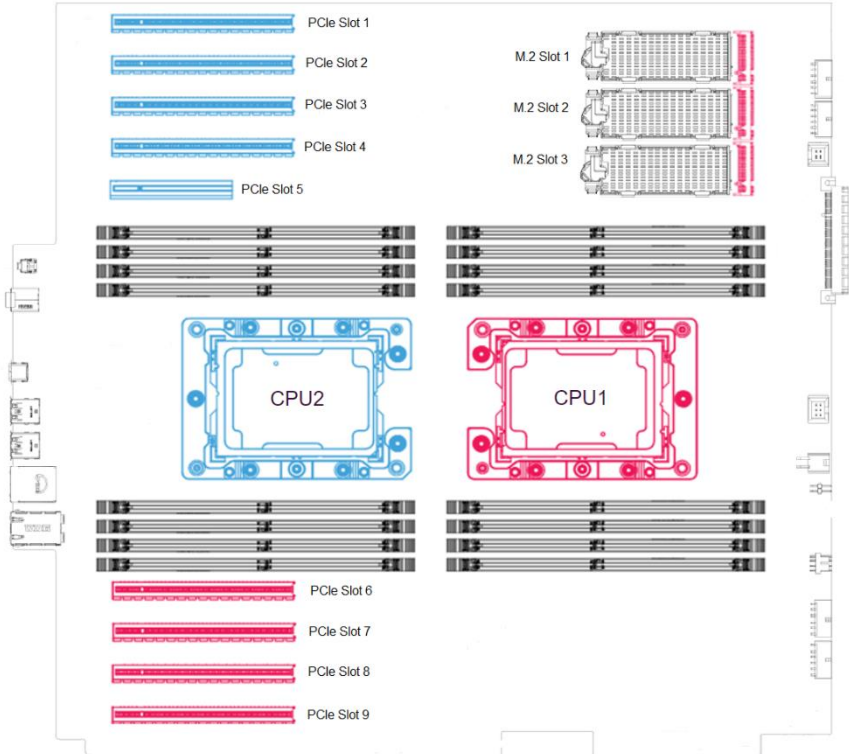 PCIe Slot 1
PCIe Slot 2
PCIe Slot 3
PCIe Slot 4
PCIe Slot 5
M.2 Slot 1
M.2 Slot 2
M.2 Slot 3
CPU2
CPU1
PCIe Slot 6
PCIe Slot 7
PCIe Slot 8
PCIe Slot 9